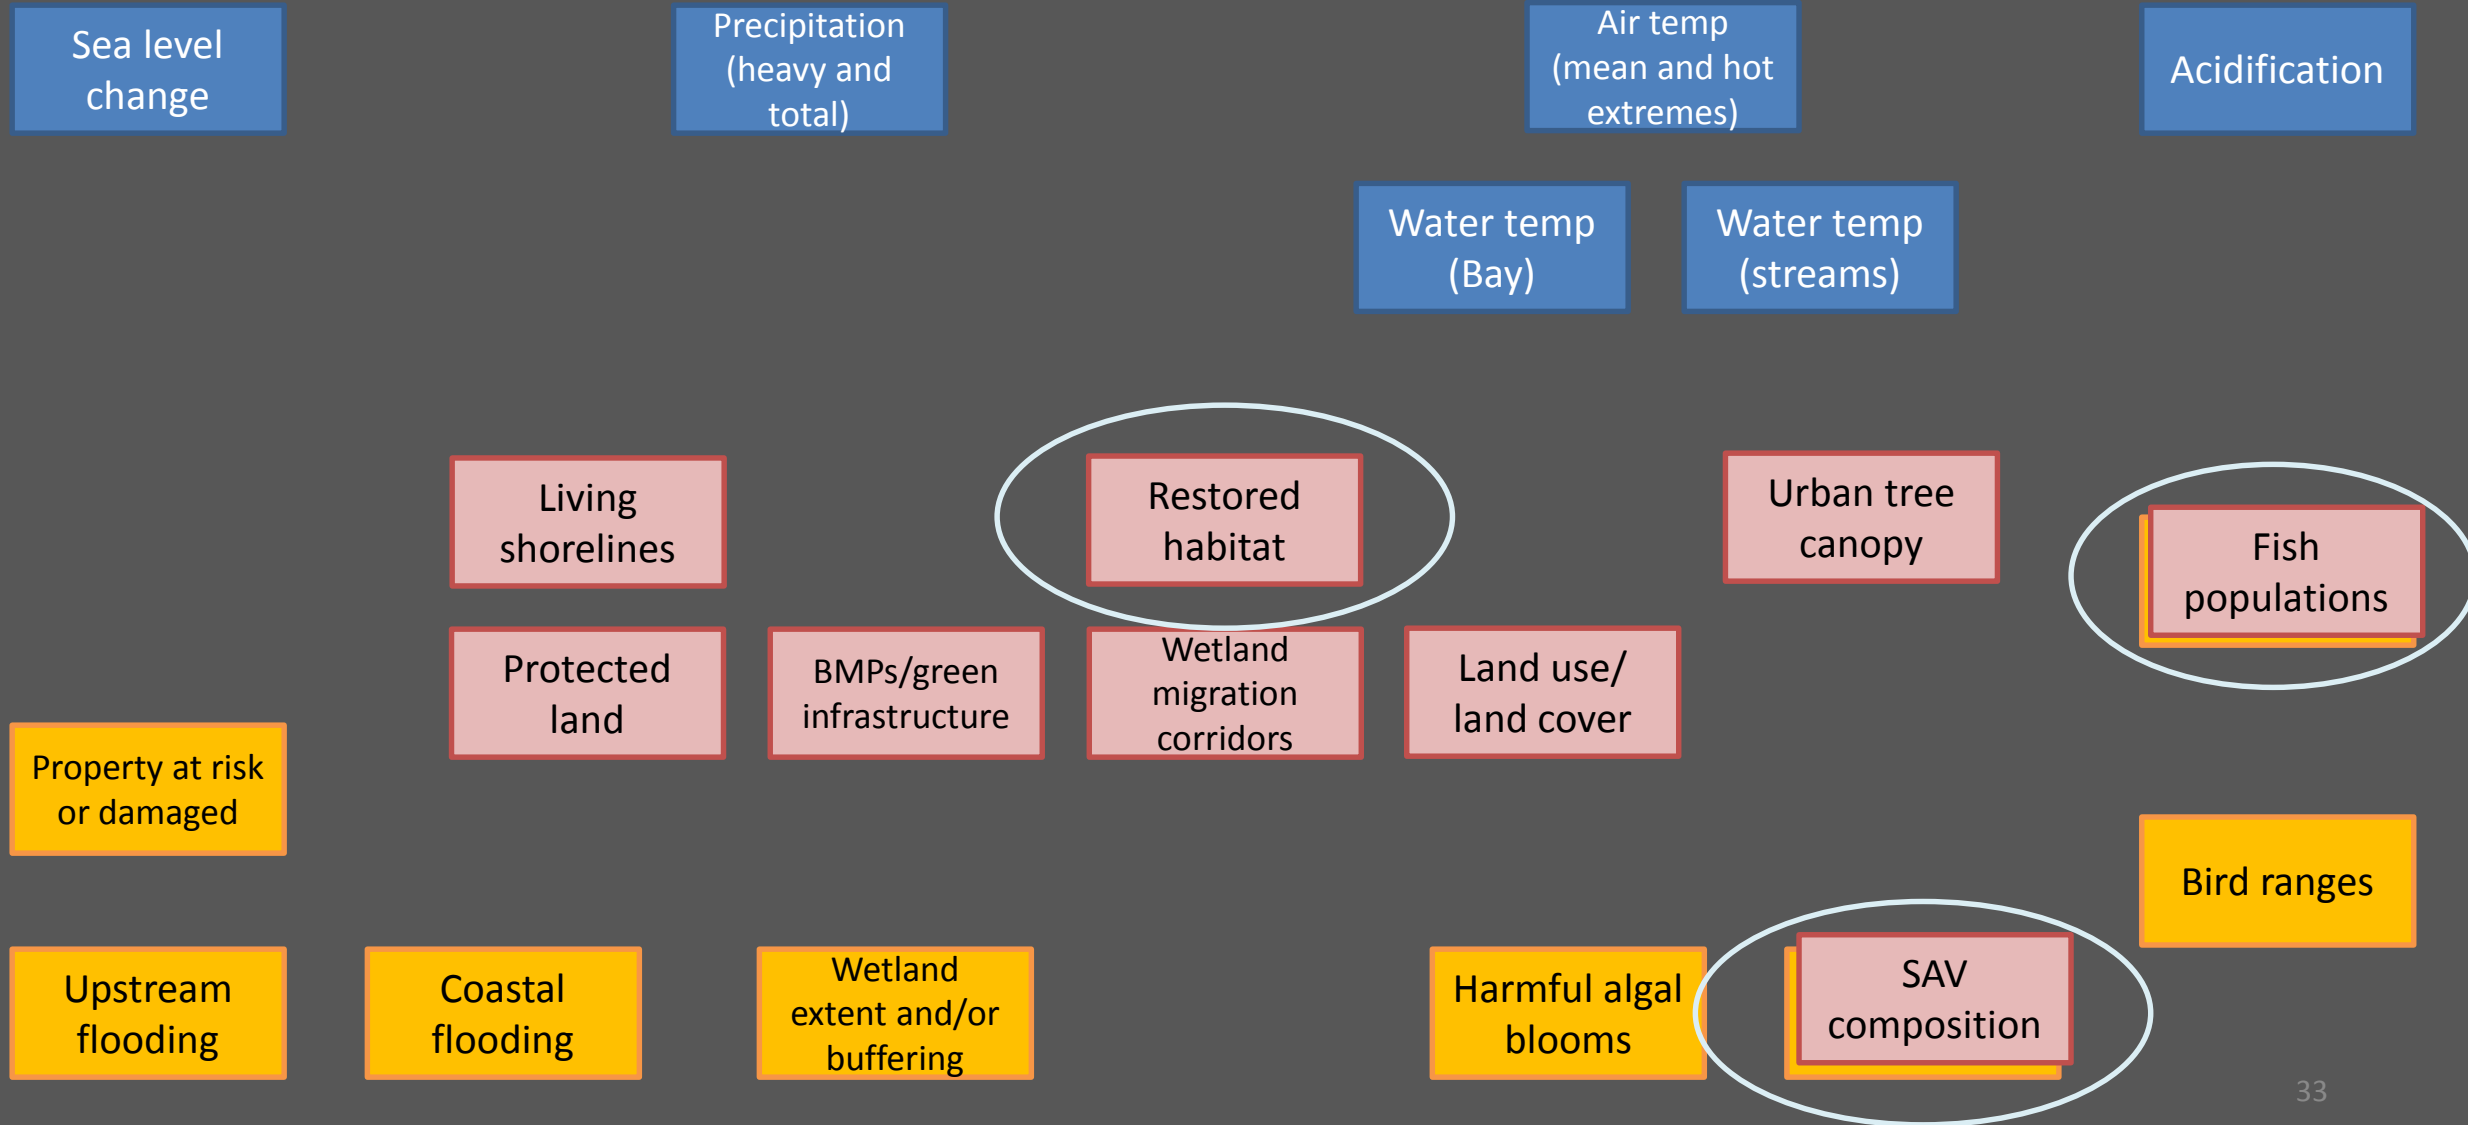 Sea level
change
Precipitation
(heavy and
total)
Air temp
(mean and hot
extremes)
Acidification
Water temp
(Bay)
Water temp
(streams)
Living
shorelines
Restored
habitat
Urban tree
canopy
Fish
populations
Protected
land
BMPs/green
infrastructure
Wetland
migration
corridors
Land use/
land cover
Property at risk
or damaged
Bird ranges
Upstream
flooding
Coastal
flooding
Wetland
extent and/or
buffering
Harmful algal
blooms
SAV
composition
33